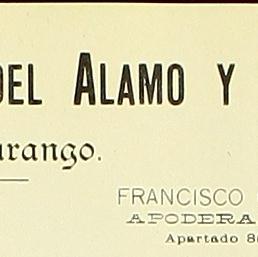 DEL ALAMO Y
urango.
FRANCISCO
APODERA
Apartado 8